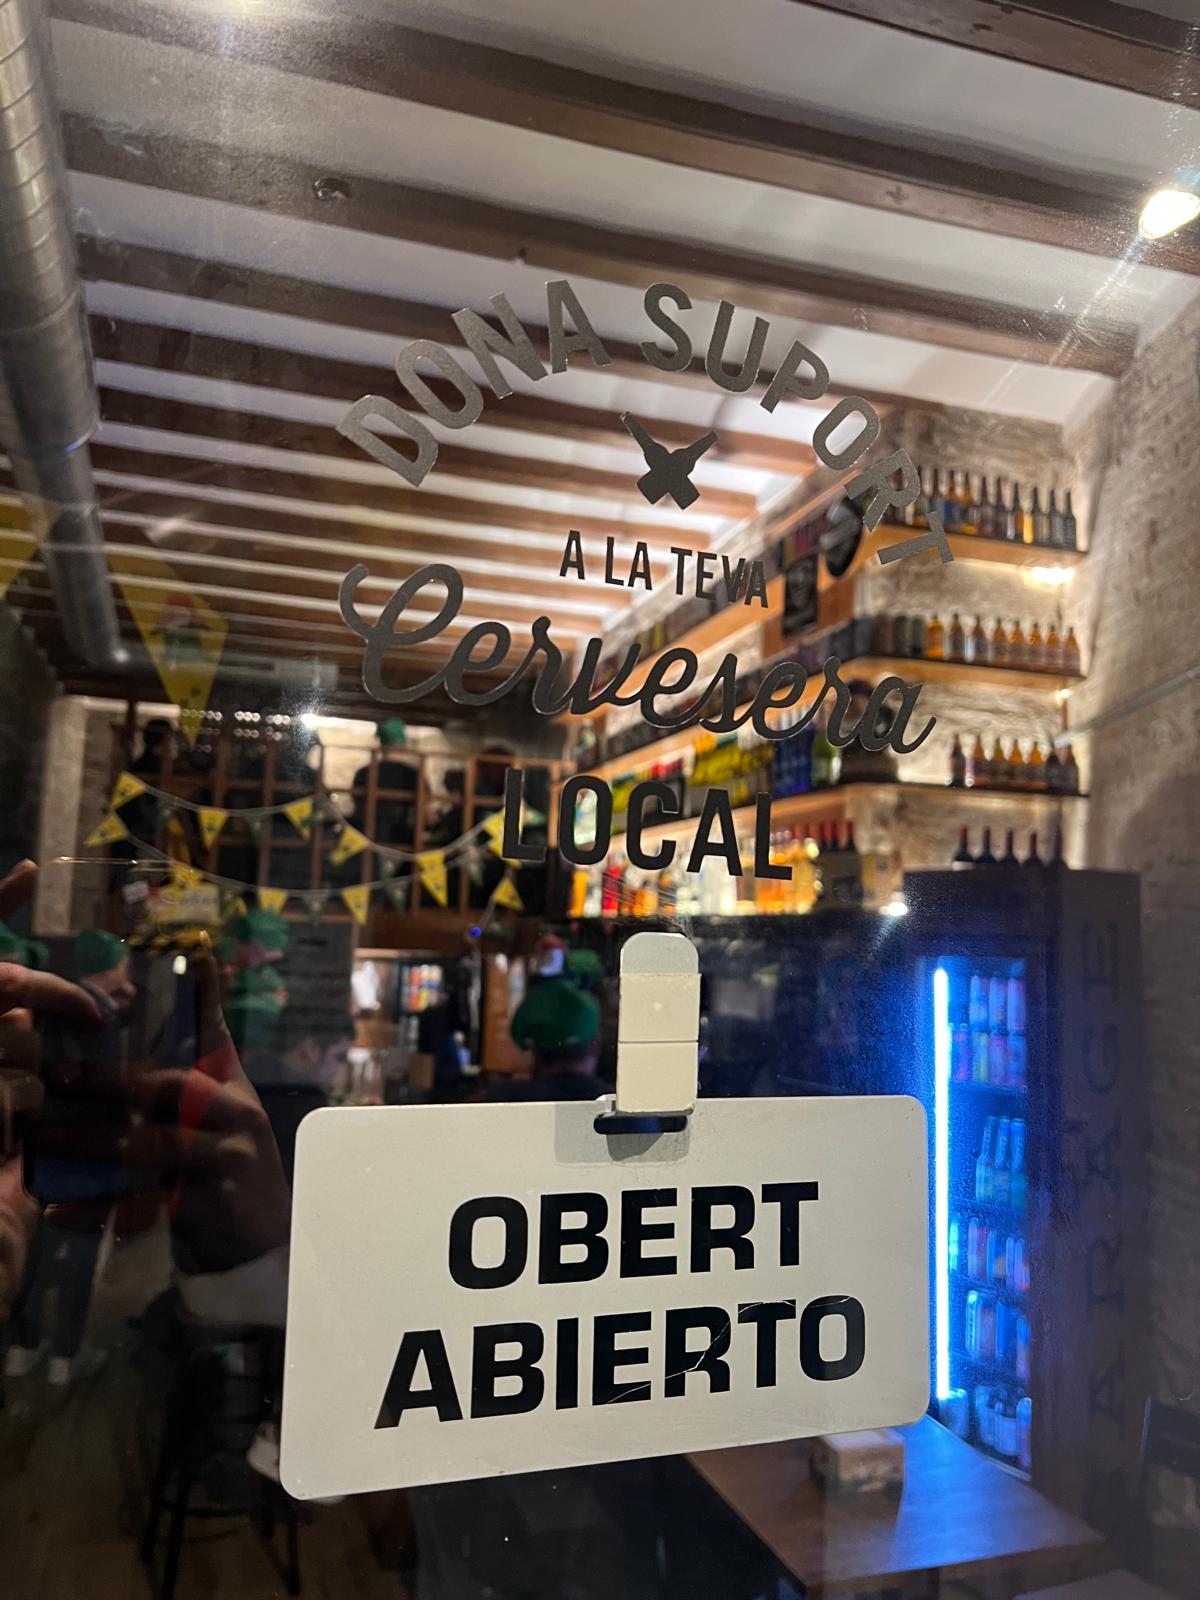 DONA SUPORT
A LA TEVA
Cervesera
LOCAL
OBERT
ABIERTO